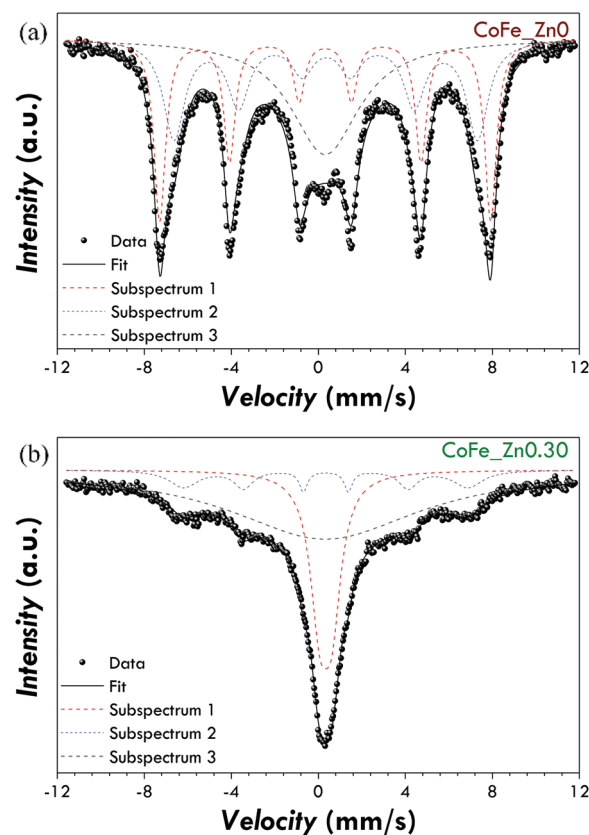 (a)
CoFe_Zn0
Intensity (a.u.)
Data
Fit
Subspectrum 1
Subspectrum 2
Subspectrum 3
-12 -8 -4 0 4 8 12
Velocity (mm/s)
(b)
CoFe_Zn0.30
Intensity (a.u.)
Data
Fit
Subspectrum 1
Subspectrum 2
Subspectrum 3
-12 -8 -4 0 4 8 12
Velocity (mm/s)